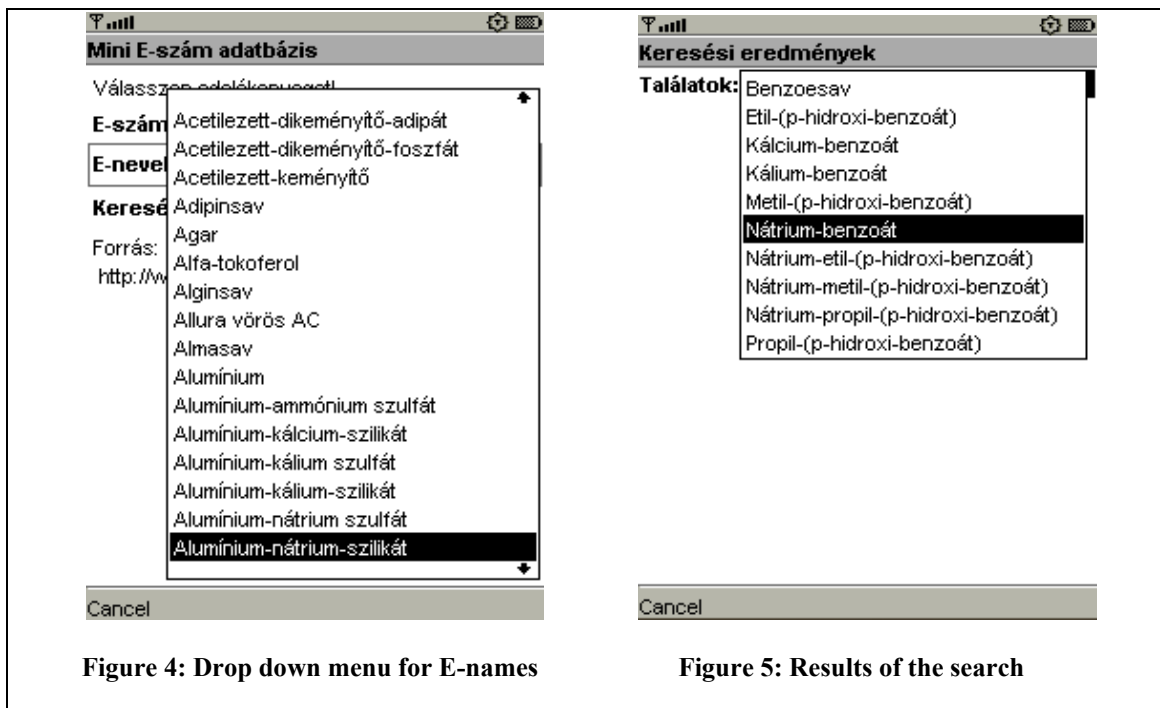 Mini E-szám adatbázis
Válasszon adalékanyagot!
E-szám
E-nevek
Keresé
Forrás:
http://w
Acetilezett-dikeményítő-adipát
Acetilezett-dikeményítő-foszfát
Acetilezett-keményítő
Adipinsav
Agar
Alfa-tokoferol
Alginsav
Allura vörös AC
Almasav
Alumínium
Alumínium-ammónium szulfát
Alumínium-kálcium-szilikát
Alumínium-kálium szulfát
Alumínium-kálium-szilikát
Alumínium-nátrium szulfát
Alumínium-nátrium-szilikát
Cancel
Figure 4: Drop down menu for E-names
Keresési eredmények
Találatok:
Benzoesav
Etil-(p-hidroxi-benzoát)
Kálcium-benzoát
Kálium-benzoát
Metil-(p-hidroxi-benzoát)
Nátrium-benzoát
Nátrium-etil-(p-hidroxi-benzoát)
Nátrium-metil-(p-hidroxi-benzoát)
Nátrium-propil-(p-hidroxi-benzoát)
Propil-(p-hidroxi-benzoát)
Cancel
Figure 5: Results of the search